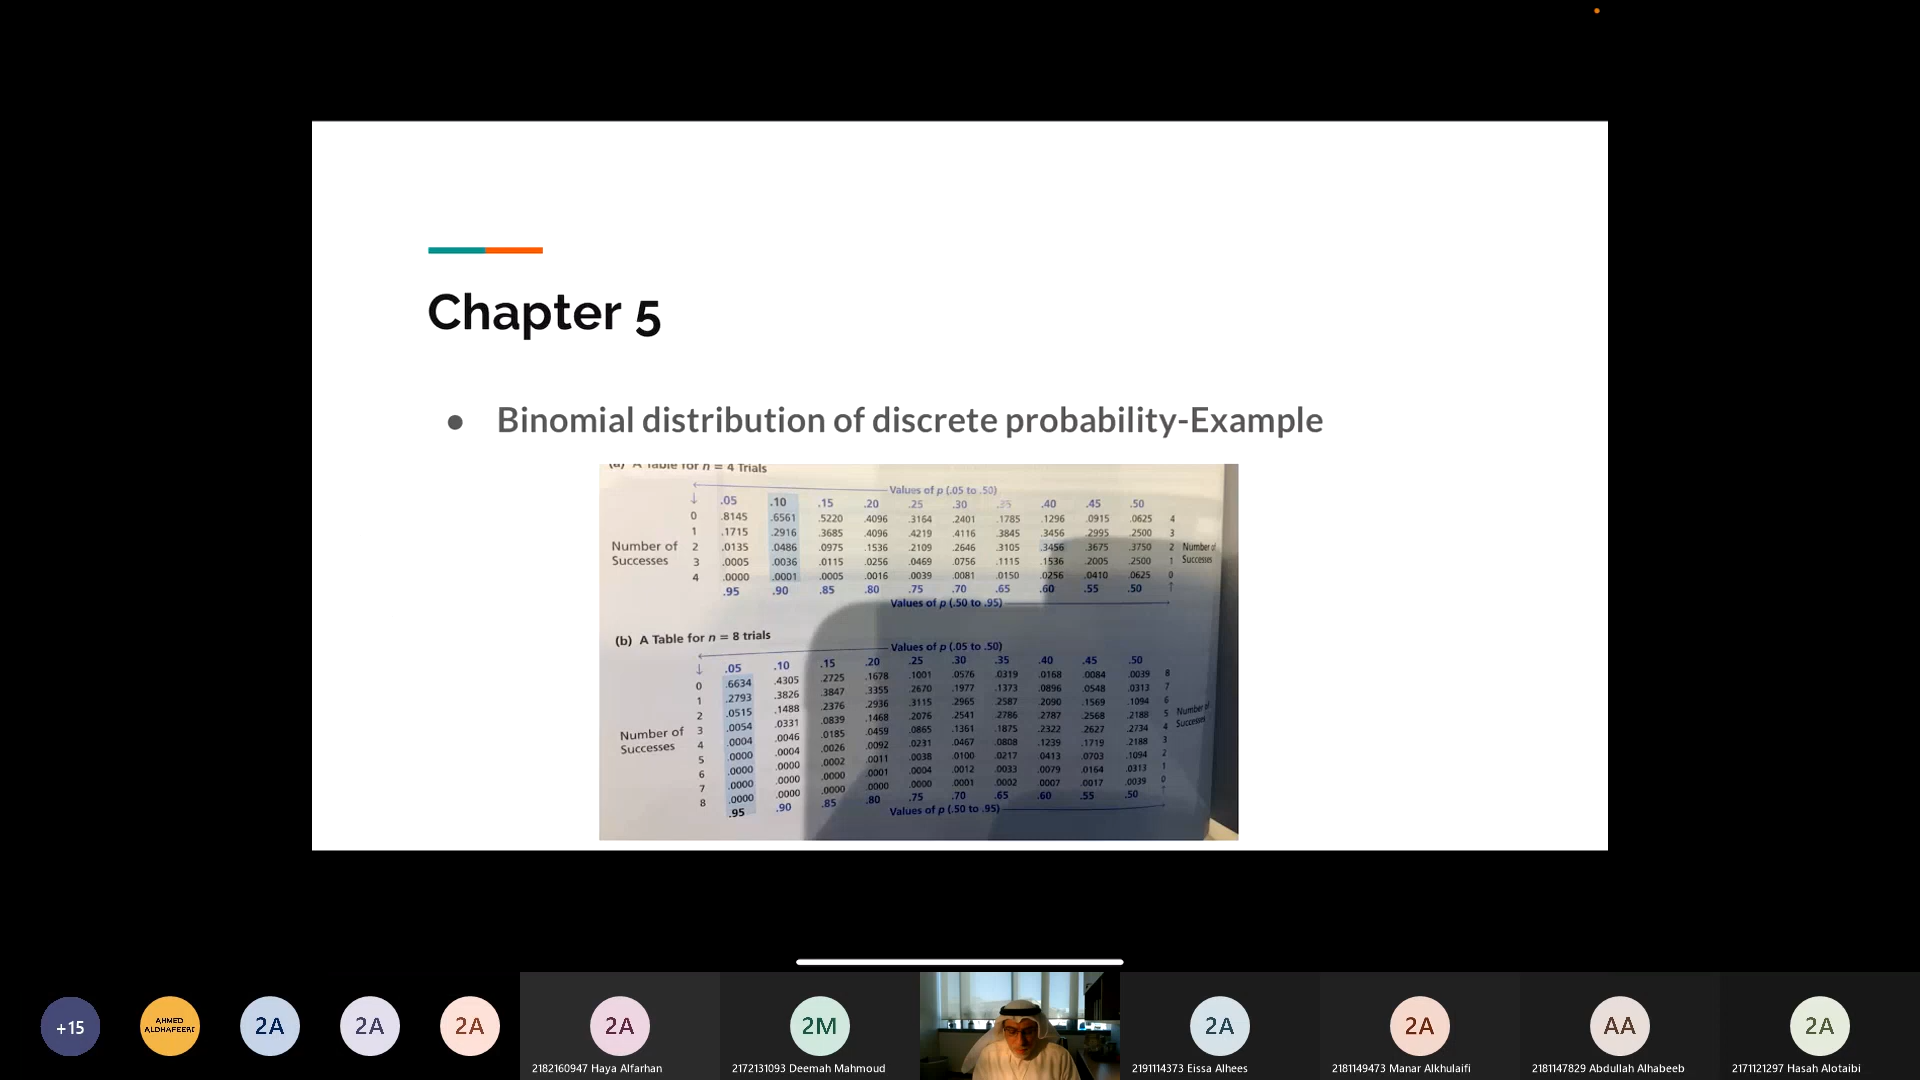 Chapter 5
● Binomial distribution of discrete probability-Example
(a) A Table for n = 4 Trials
Values of p (.05 to .50)
↓ .05 .10 .15 .20 .25 .30 .35 .40 .45 .50
0 .8145 .6561 .5220 .4096 .3164 .2401 .1785 .1296 .0915 .0625 4
1 .1715 .2916 .3685 .4096 .4219 .4116 .3845 .3456 .2995 .2500 3
Number of Successes 2 .0135 .0486 .0975 .1536 .2109 .2646 .3105 .3456 .3675 .3750 2 Number of Successes
3 .0005 .0036 .0115 .0256 .0469 .0756 .1115 .1536 .2005 .2500 1
4 .0000 .0001 .0005 .0016 .0039 .0081 .0150 .0256 .0410 .0625 0
.95 .90 .85 .80 .75 .70 .65 .60 .55 .50 ↑
Values of p (.50 to .95)
(b) A Table for n = 8 trials
Values of p (.05 to .50)
↓ .05 .10 .15 .20 .25 .30 .35 .40 .45 .50
0 .6634 .4305 .2725 .1678 .1001 .0576 .0319 .0168 .0084 .0039 8
1 .2793 .3826 .3847 .3355 .2670 .1977 .1373 .0896 .0548 .0313 7
2 .0515 .1488 .2376 .2936 .3115 .2965 .2587 .2090 .1569 .1094 6
3 .0054 .0331 .0839 .1468 .2076 .2541 .2786 .2787 .2568 .2188 5
Number of Successes 4 .0004 .0046 .0185 .0459 .0865 .1361 .1875 .2322 .2627 .2734 4 Number of Successes
5 .0000 .0004 .0026 .0092 .0231 .0467 .0808 .1239 .1719 .2188 3
6 .0000 .0000 .0002 .0011 .0038 .0100 .0217 .0413 .0703 .1094 2
7 .0000 .0000 .0000 .0001 .0004 .0012 .0033 .0079 .0164 .0313 1
8 .0000 .0000 .0000 .0000 .0000 .0001 .0002 .0007 .0017 .0039 0
.95 .90 .85 .80 .75 .70 .65 .60 .55 .50
Values of p (.50 to .95)
+15 AHMED ALDHAFEERI 2A 2A 2A 2A 2M 2A 2A AA 2A
2182160947 Haya Alfarhan
2172131093 Deemah Mahmoud
2191114373 Eissa Alhees
2181149473 Manar Alkhulaifi
2181147829 Abdullah Alhabeeb
2171121297 Hasah Alotaibi